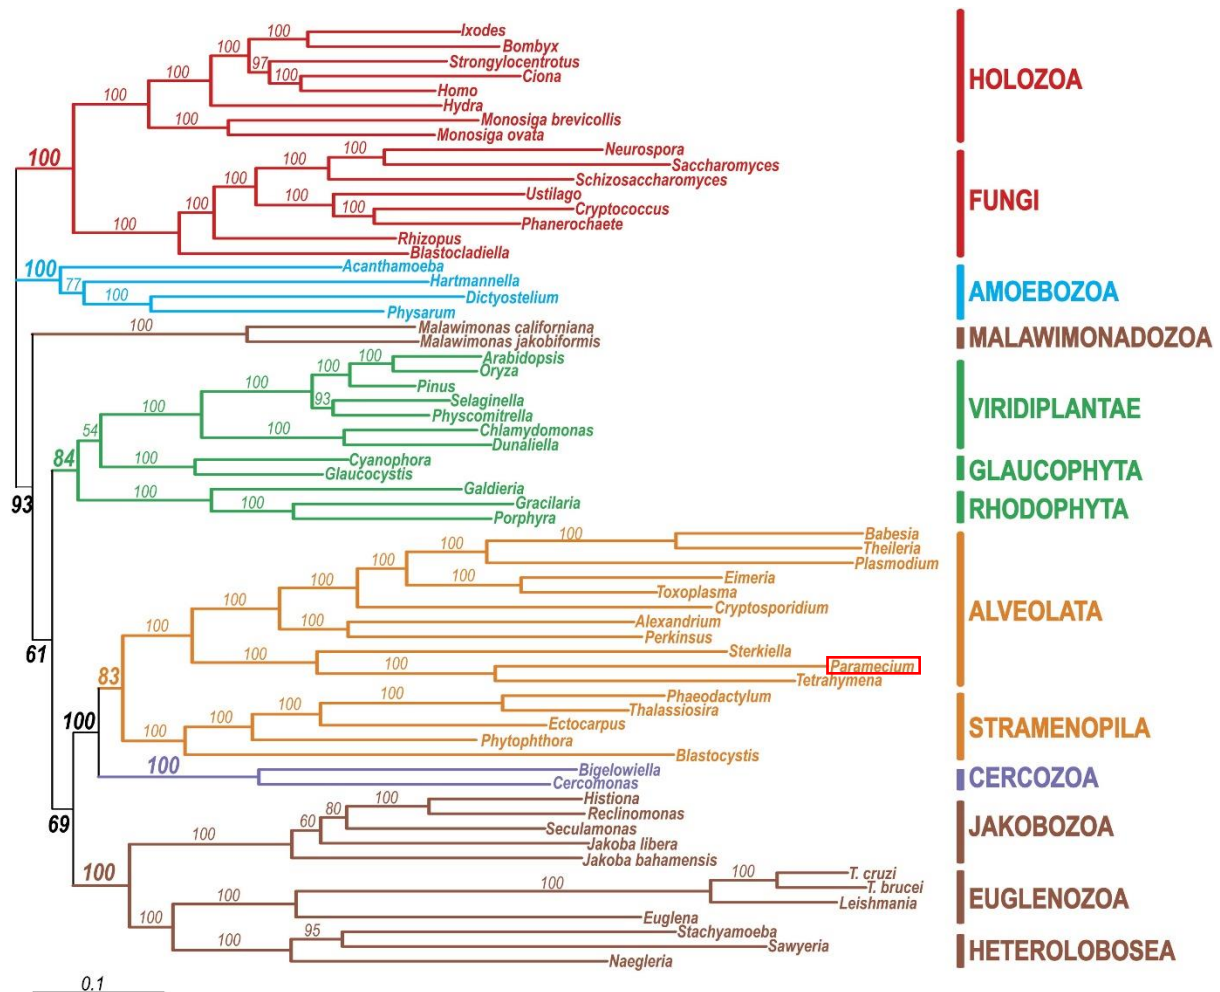 Ixodes
100
Bombyx
100
Strongylocentrotus
97
HOLOZOA
100
Ciona
100
Homo
100
Hydra
100
Monosiga brevicollis
100
Monosiga ovata
100
Neurospora
100
Saccharomyces
100
Schizosaccharomyces
100
Ustilago
100
FUNGI
100
Cryptococcus
100
Phanerochaete
100
Rhizopus
Blastocladiella
100
Acanthamoeba
77
Hartmannella
AMOEBOZOA
100
Dictyostelium
Physarum
100
Malawimonas californiana
MALAWIMONADOZOA
Malawimonas jakobiformis
100
Arabidopsis
100
Oryza
100
Pinus
93
Selaginella
VIRIDIPLANTAE
Physcomitrella
100
Chlamydomonas
54
Dunaliella
84
100
Cyanophora
GLAUCOPHYTA
Glaucocystis
100
Galdieria
93
100
Gracilaria
RHODOPHYTA
Porphyra
100
Babesia
100
Theileria
100
Plasmodium
100
Eimeria
100
Toxoplasma
100
Cryptosporidium
ALVEOLATA
100
Alexandrium
100
Perkinsus
61
100
Sterkiella
100
Paramecium
83
Tetrahymena
100
Phaeodactylum
100
Thalassiosira
100
100
Ectocarpus
STRAMENOPILA
100
Phytophthora
Blastocystis
100
Bigelowiella
CERCOZOA
Cercomonas
100
Histiona
80
Reclinomonas
69
60
Seculamonas
JAKOBOZOA
100
Jakoba libera
Jakoba bahamensis
100
100
T. cruzi
100
T. brucei
Leishmania
EUGLENOZOA
100
Euglena
95
Stachyamoeba
100
Sawyeria
HETEROLOBOSEA
Naegleria
0.1